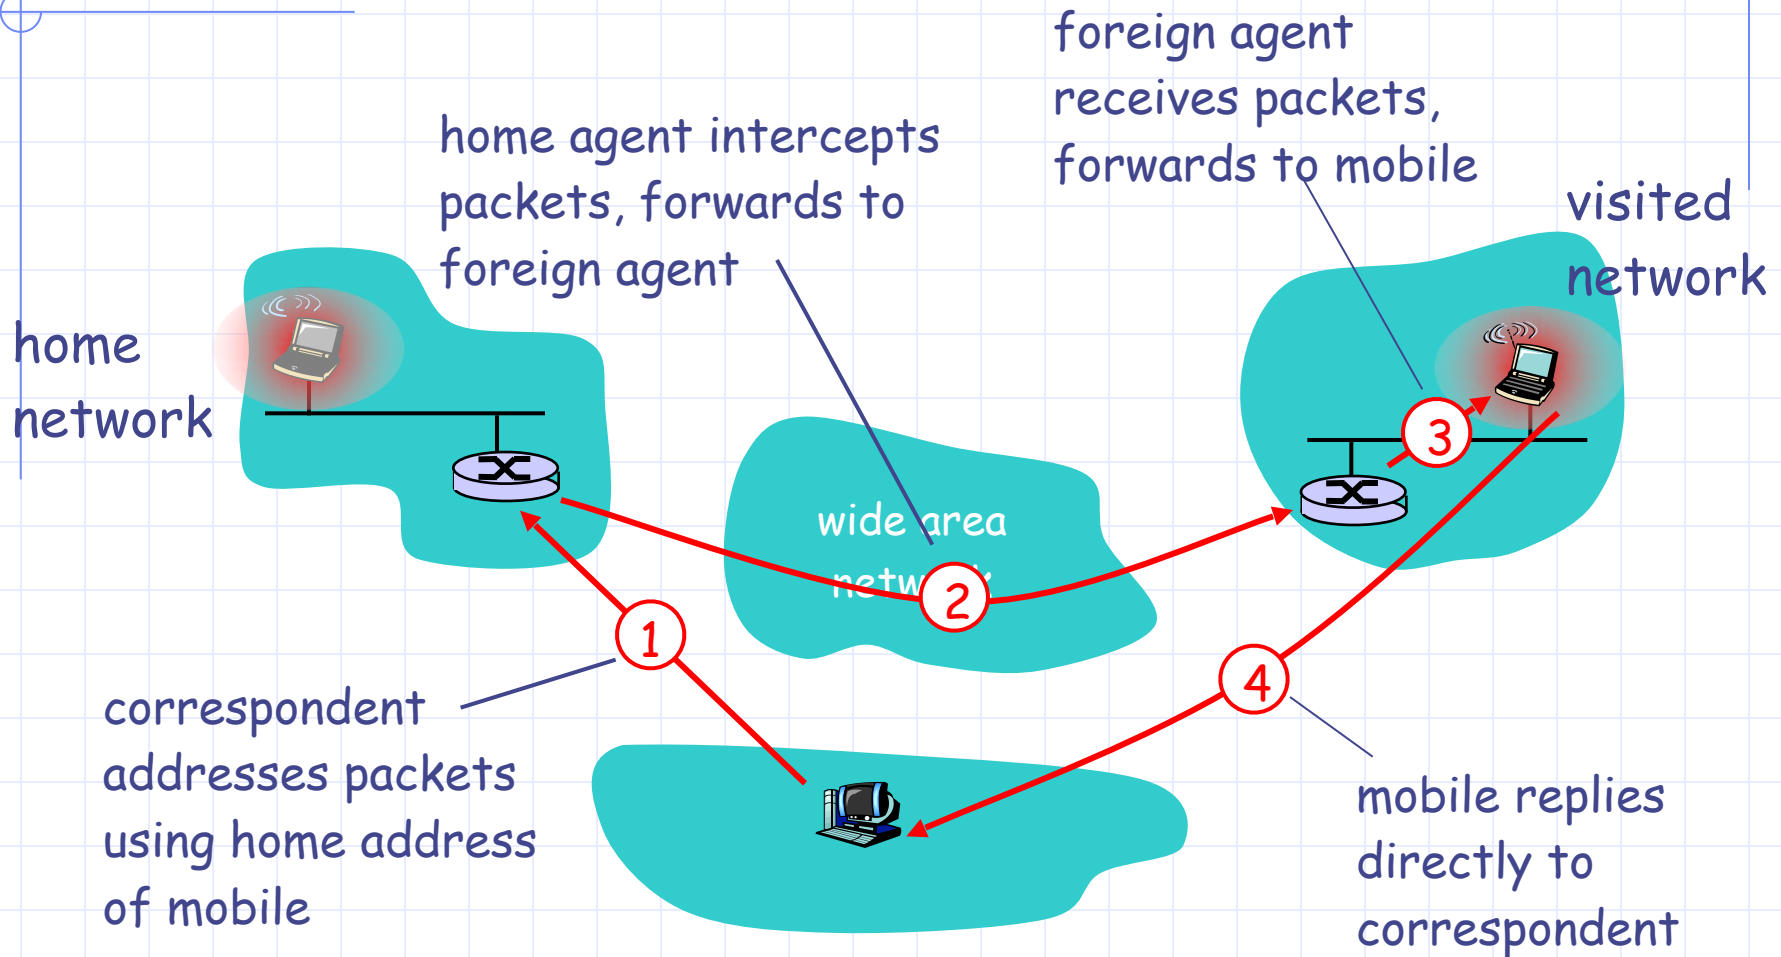 foreign agent
receives packets,
forwards to mobile
home agent intercepts
packets, forwards to
foreign agent
visited
network
home
network
wide area
network
3
2
1
4
correspondent
addresses packets
using home address
of mobile
mobile replies
directly to
correspondent